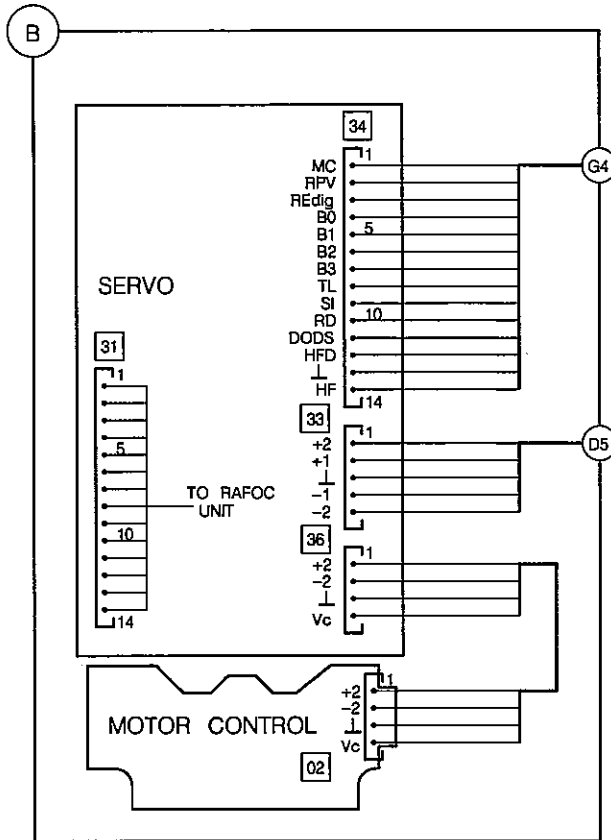 B
34
1
MC
G4
RPV
REdig
B0
B1 5
B2
B3
TL
SERVO
SI
RD 10
DODS
31
HFD
1
⊥
HF
14
33
1
+2
D5
+1
5
⊥
-1
TO RAFOC
UNIT
-2
10
36
1
+2
-2
⊥
14
Vc
1
+2
-2
MOTOR CONTROL
⊥
Vc
02